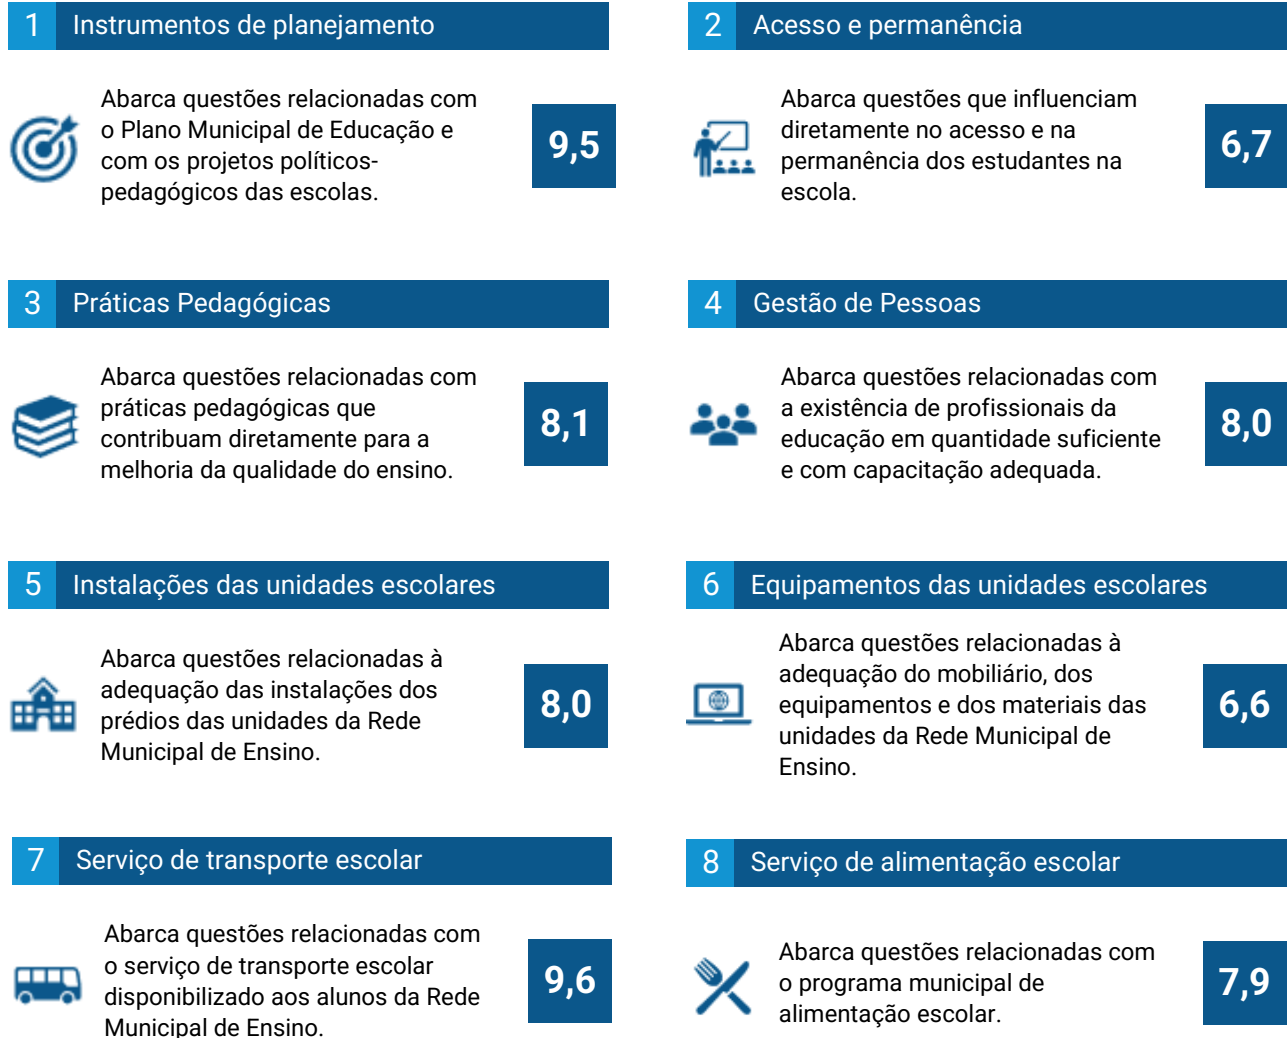 1 Instrumentos de planejamento
Abarca questões relacionadas com
o Plano Municipal de Educação e
com os projetos políticos-
pedagógicos das escolas.
9,5
2 Acesso e permanência
Abarca questões que influenciam
diretamente no acesso e na
permanência dos estudantes na
escola.
6,7
3 Práticas Pedagógicas
Abarca questões relacionadas com
práticas pedagógicas que
contribuam diretamente para a
melhoria da qualidade do ensino.
8,1
4 Gestão de Pessoas
Abarca questões relacionadas com
a existência de profissionais da
educação em quantidade suficiente
e com capacitação adequada.
8,0
5 Instalações das unidades escolares
Abarca questões relacionadas à
adequação das instalações dos
prédios das unidades da Rede
Municipal de Ensino.
8,0
6 Equipamentos das unidades escolares
Abarca questões relacionadas à
adequação do mobiliário, dos
equipamentos e dos materiais das
unidades da Rede Municipal de
Ensino.
6,6
7 Serviço de transporte escolar
Abarca questões relacionadas com
o serviço de transporte escolar
disponibilizado aos alunos da Rede
Municipal de Ensino.
9,6
8 Serviço de alimentação escolar
Abarca questões relacionadas com
o programa municipal de
alimentação escolar.
7,9